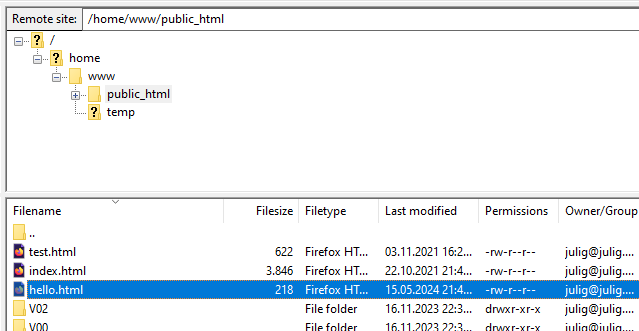 Remote site: /home/www/public_html
/
home
www
public_html
temp
Filename Filesize Filetype Last modified Permissions Owner/Group
..
test.html 622 Firefox HT... 03.11.2021 16:2... -rw-r--r-- julig@julig....
index.html 3.846 Firefox HT... 22.10.2021 21:4... -rw-r--r-- julig@julig....
hello.html 218 Firefox HT... 15.05.2024 21:4... -rw-r--r-- julig@julig....
V02 File folder 16.11.2023 22:3... drwxr-xr-x julig@julig....
V00 File folder 16.11.2023 22:3... drwxr-xr-x julig@julig....